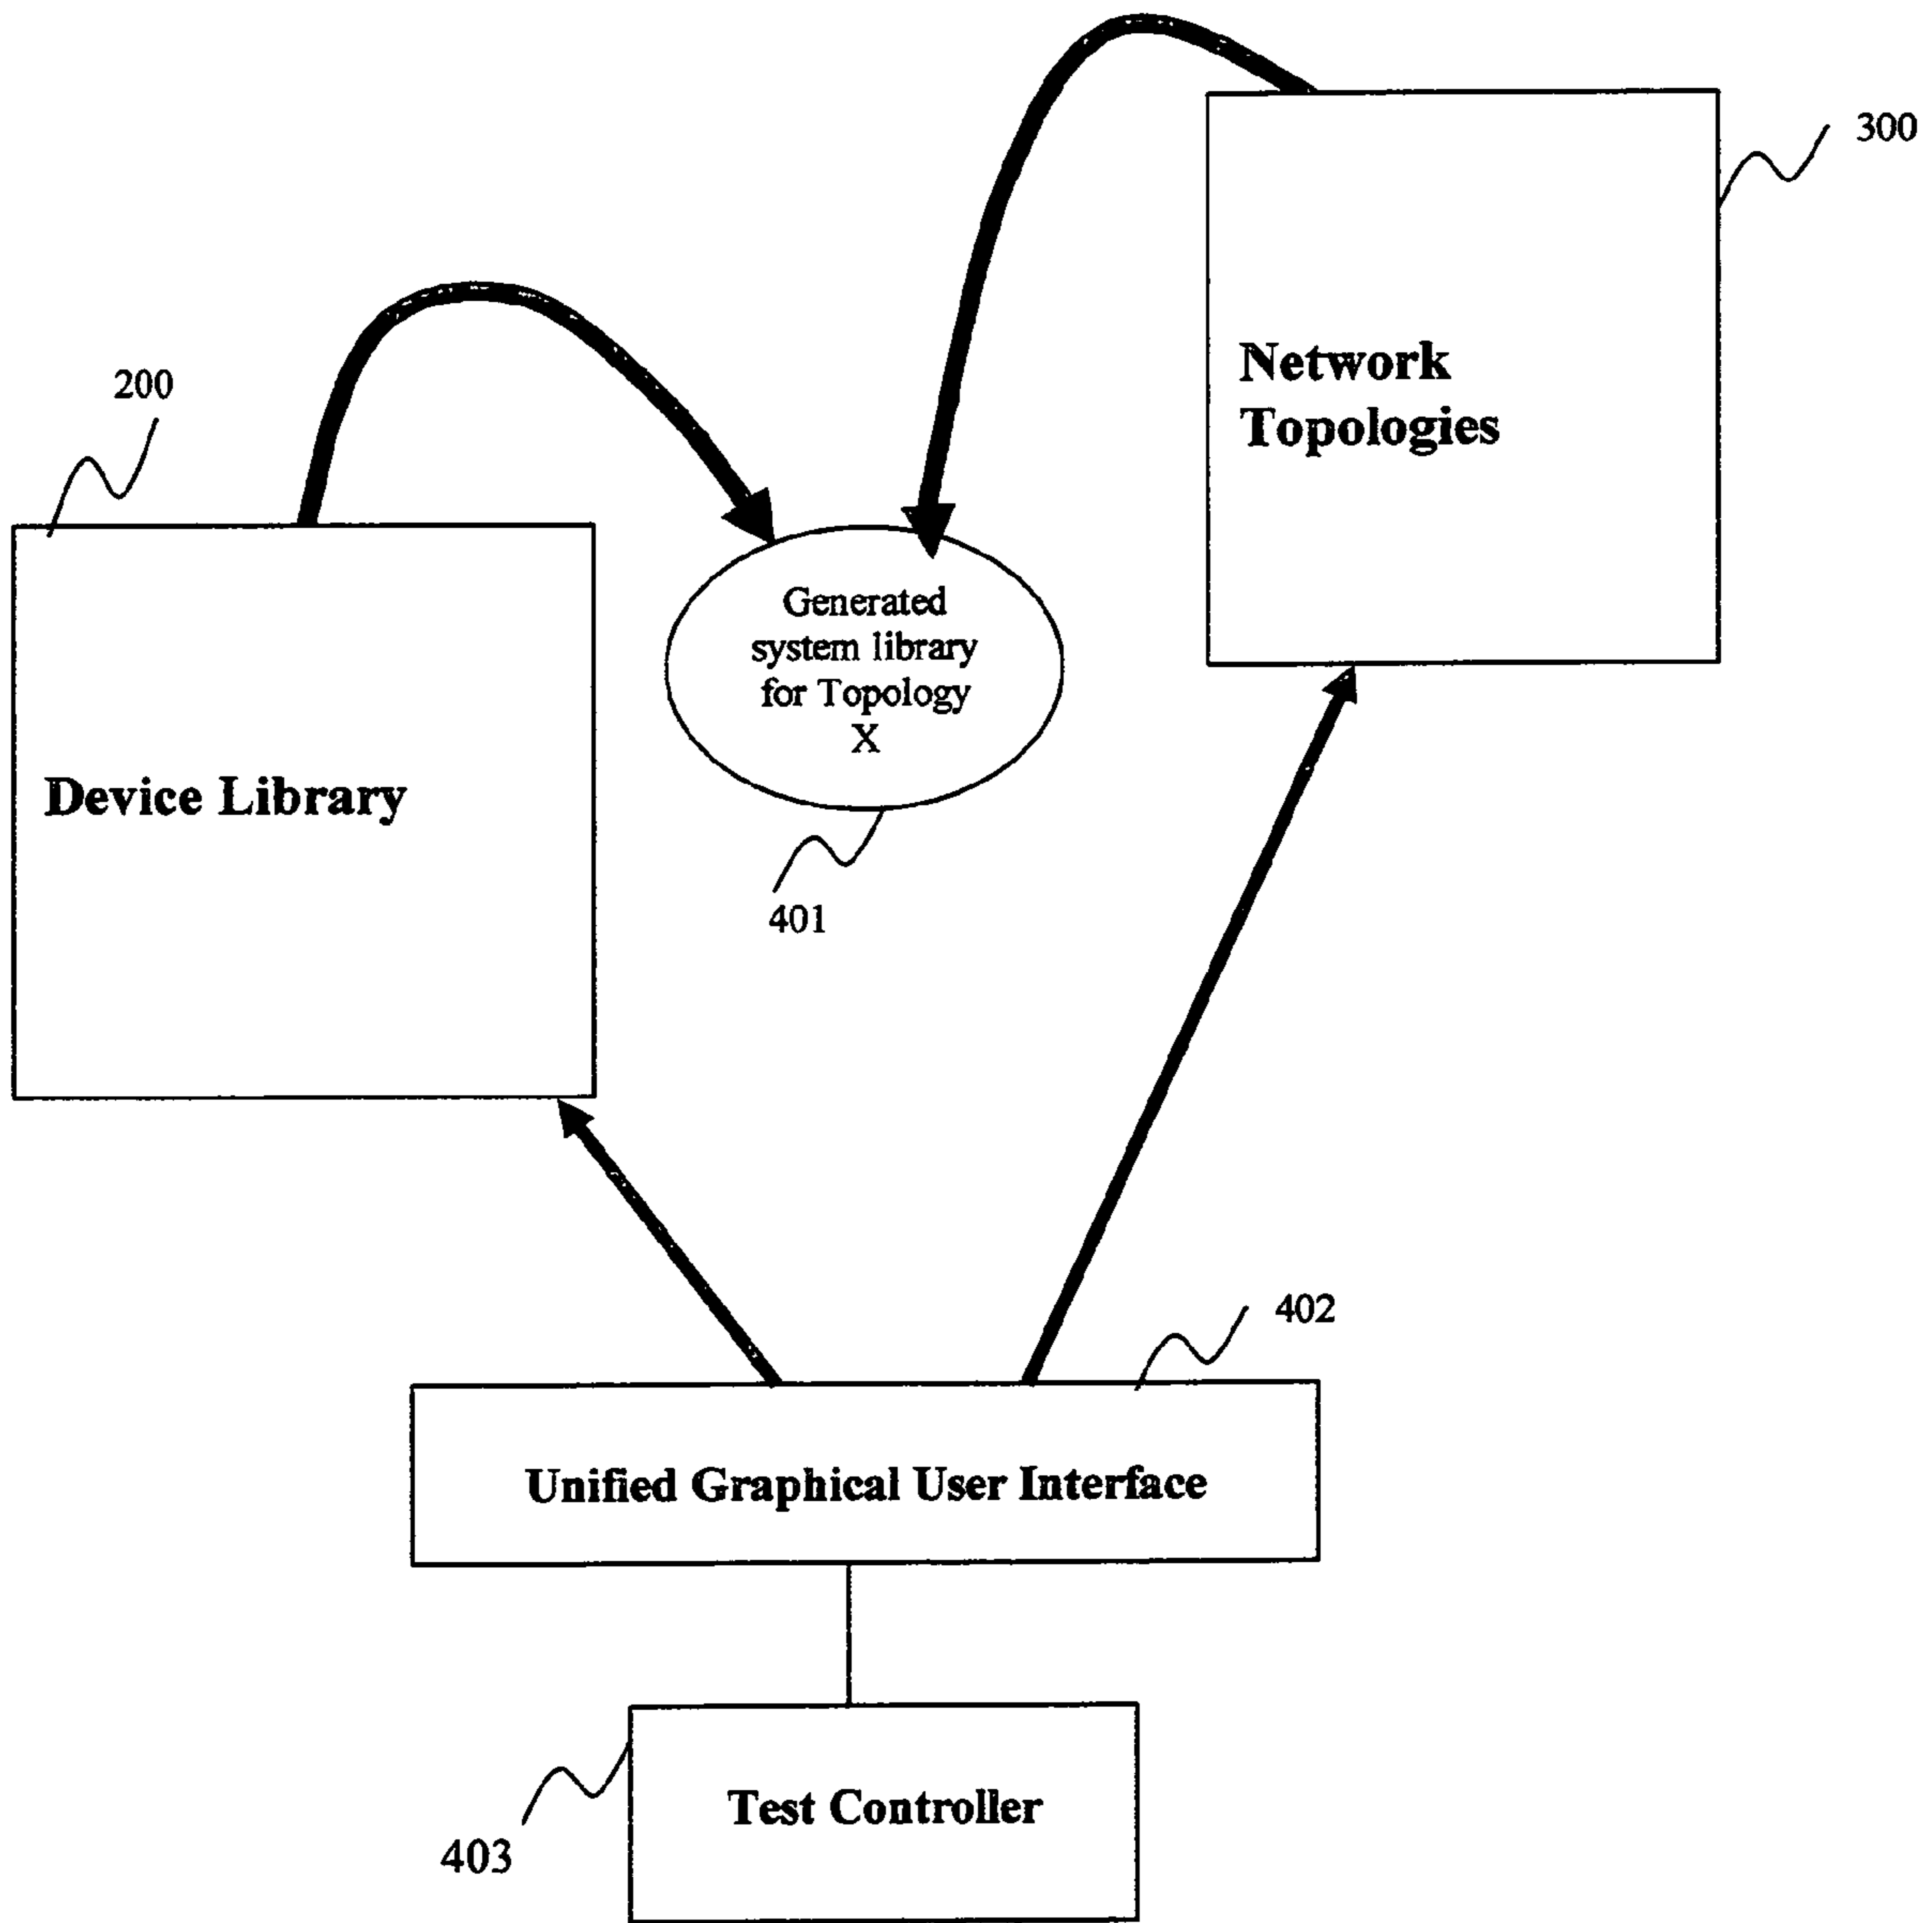 300
Network
Topologies
200
Generated
system library
for Topology
X
Device Library
401
402
Unified Graphical User Interface
Test Controller
403